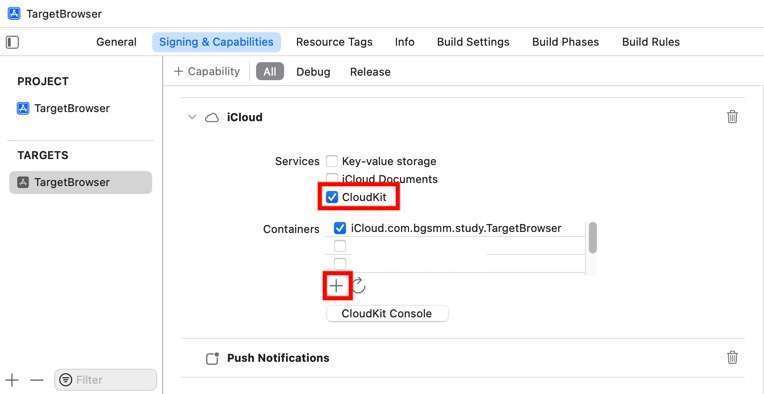 TargetBrowser
General Signing & Capabilities Resource Tags Info Build Settings Build Phases Build Rules
+ Capability All Debug Release
PROJECT
TargetBrowser
TARGETS
TargetBrowser
iCloud
Services Key-value storage
iCloud Documents
CloudKit
Containers iCloud.com.bgsmm.study.TargetBrowser
CloudKit Console
Push Notifications
Filter